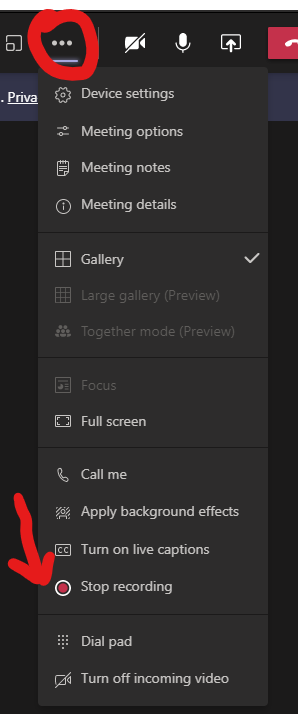 . Priva
Device settings
Meeting options
Meeting notes
Meeting details
Gallery
Large gallery (Preview)
Together mode (Preview)
Focus
Full screen
Call me
Apply background effects
CC Turn on live captions
Stop recording
Dial pad
Turn off incoming video